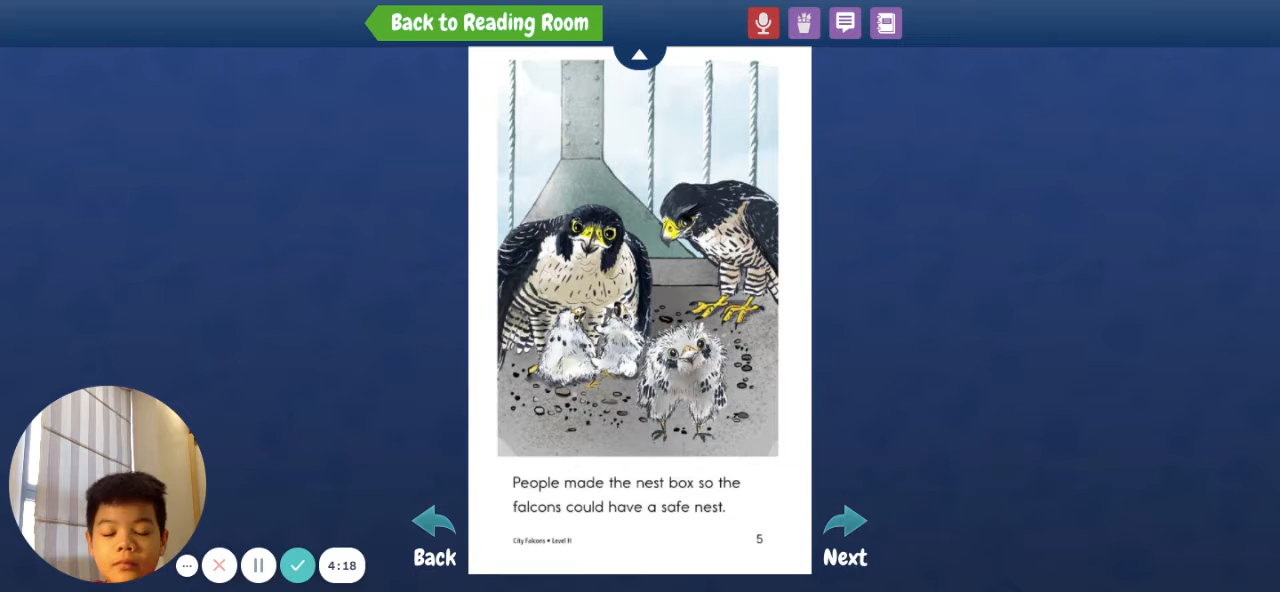 Back to Reading Room
People made the nest box so the
falcons could have a safe nest.
City Falcons • Level H
5
Back
Next
4:18